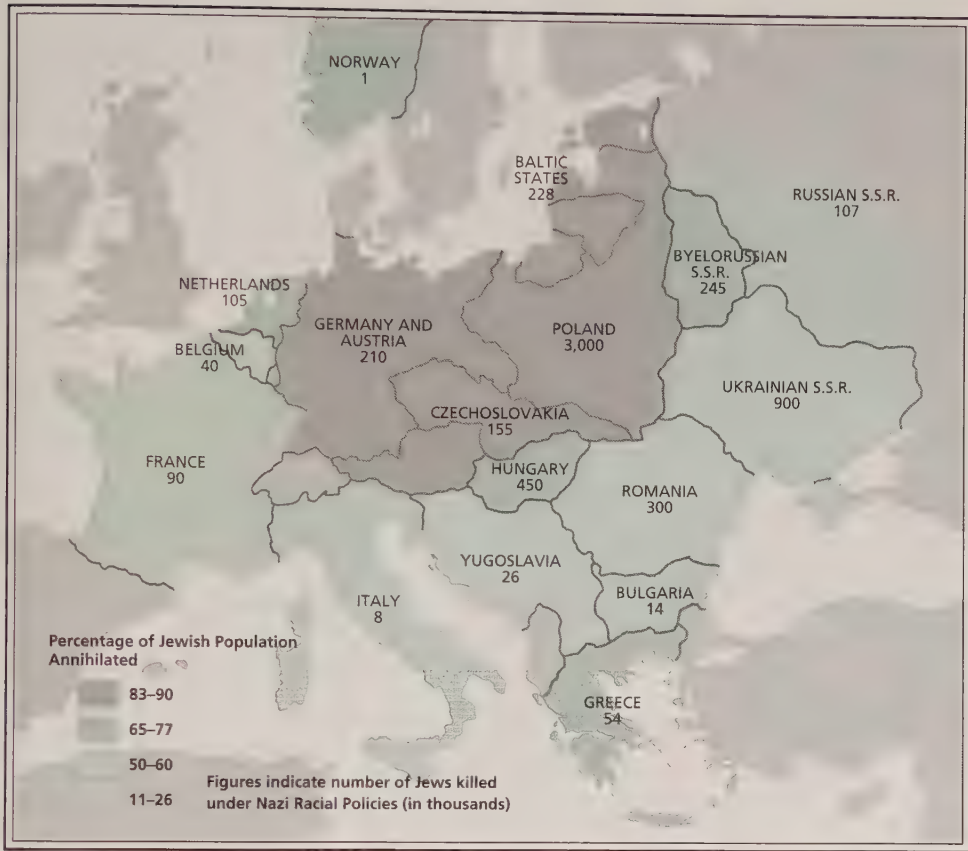 NORWAY
1
BALTIC
STATES
228
RUSSIAN S.S.R.
107
BYELORUSSIAN
S.S.R.
245
NETHERLANDS
105
GERMANY AND
AUSTRIA
210
POLAND
3,000
BELGIUM
40
UKRAINIAN S.S.R.
900
CZECHOSLOVAKIA
155
FRANCE
90
HUNGARY
450
ROMANIA
300
YUGOSLAVIA
26
BULGARIA
14
ITALY
8
GREECE
54
Percentage of Jewish Population
Annihilated
83–90
65–77
50–60
11–26
Figures indicate number of Jews killed
under Nazi Racial Policies (in thousands)